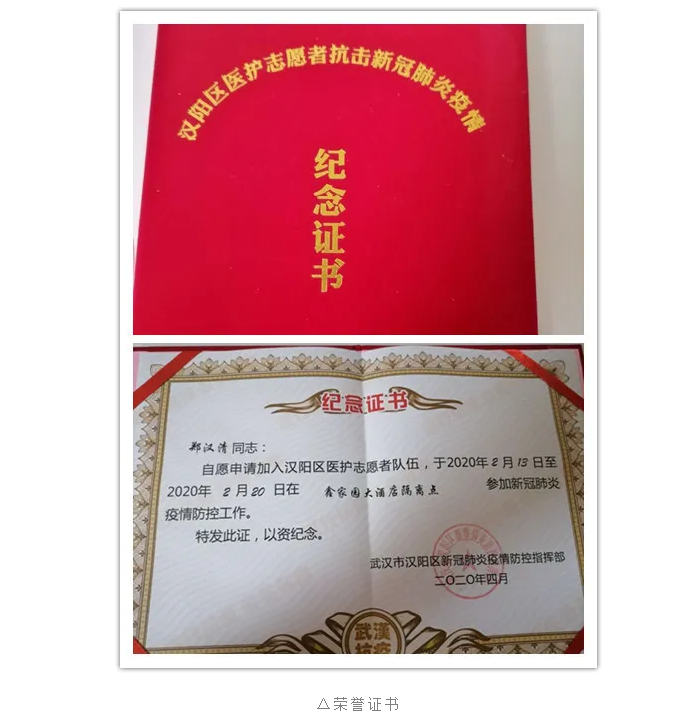 汉阳区医护志愿者抗击新冠肺炎疫情
纪念证书
纪念证书
郑汉清同志：
自愿申请加入汉阳区医护志愿者队伍，于2020年2月13日至
2020年 2月20 日在 鑫家园大酒店隔离点 参加新冠肺炎
疫情防控工作。
特发此证，以资纪念。
武汉市汉阳区新冠肺炎疫情防控指挥部
二〇二〇年四月
武漢
抗疫
△荣誉证书